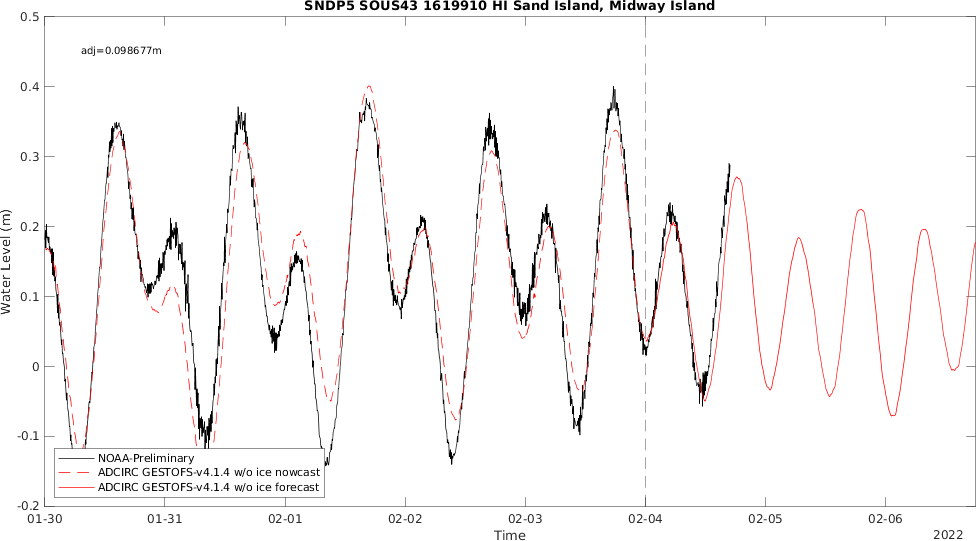 SNDP5 SOUS43 1619910 HI Sand Island, Midway Island
adj=0.098677m
0.5
0.4
0.3
0.2
0.1
0
-0.1
-0.2
Water Level (m)
NOAA-Preliminary
ADCIRC GESTOFS-v4.1.4 w/o ice nowcast
ADCIRC GESTOFS-v4.1.4 w/o ice forecast
01-30 01-31 02-01 02-02 02-03 02-04 02-05 02-06
Time
2022